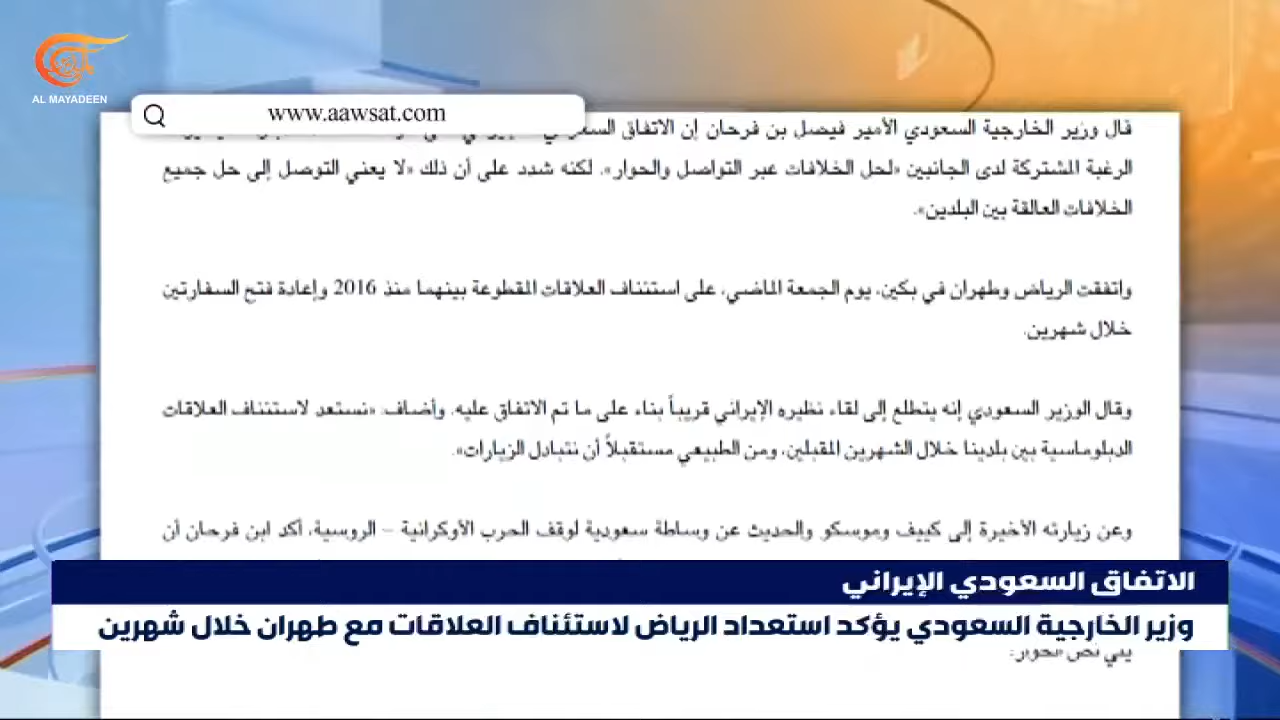 AL MAYADEEN
www.aawsat.com
قال وزير الخارجية السعودي الأمير فيصل بن فرحان إن الاتفاق
الرغبة المشتركة لدى الجانبين «لحل الخلافات عبر التواصل والحوار». لكنه شدد على أن ذلك «لا يعني التوصل إلى حل جميع
الخلافات العالقة بين البلدين».
واتفقت الرياض وطهران في بكين، يوم الجمعة الماضي، على استئناف العلاقات المقطوعة بينهما منذ 2016 وإعادة فتح السفارتين
خلال شهرين.
وقال الوزير السعودي إنه يتطلع إلى لقاء نظيره الإيراني قريباً بناء على ما تم الاتفاق عليه. وأضاف: «نستعد لاستئناف العلاقات
الدبلوماسية بين بلدينا خلال الشهرين المقبلين، ومن الطبيعي مستقبلاً أن نتبادل الزيارات».
وعن زيارته الأخيرة إلى كييف وموسكو والحديث عن وساطة سعودية لوقف الحرب الأوكرانية – الروسية، أكد ابن فرحان أن
الاتفاق السعودي الإيراني
وزير الخارجية السعودي يؤكد استعداد الرياض لاستئناف العلاقات مع طهران خلال شهرين